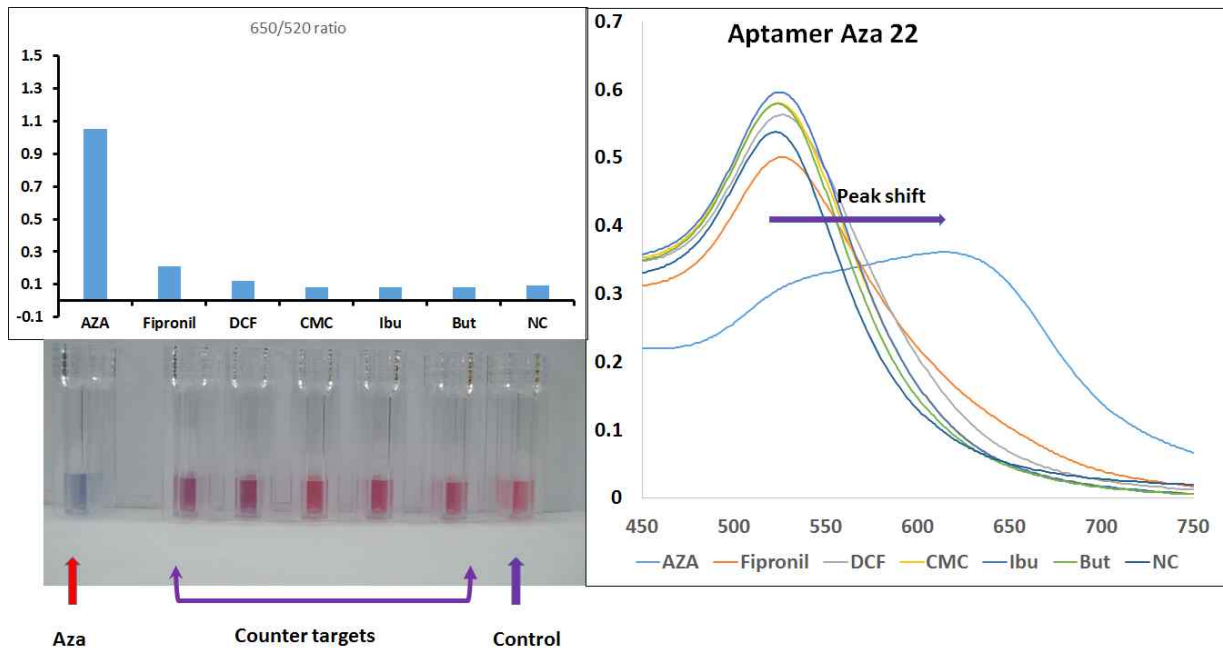 650/520 ratio
1.5
1.3
1.1
0.9
0.7
0.5
0.3
0.1
-0.1
AZA Fipronil DCF CMC Ibu But NC
Aza
Counter targets
Control
Aptamer Aza 22
0.7
0.6
0.5
0.4
0.3
0.2
0.1
0
Peak shift
450 500 550 600 650 700 750
AZA Fipronil DCF CMC Ibu But NC